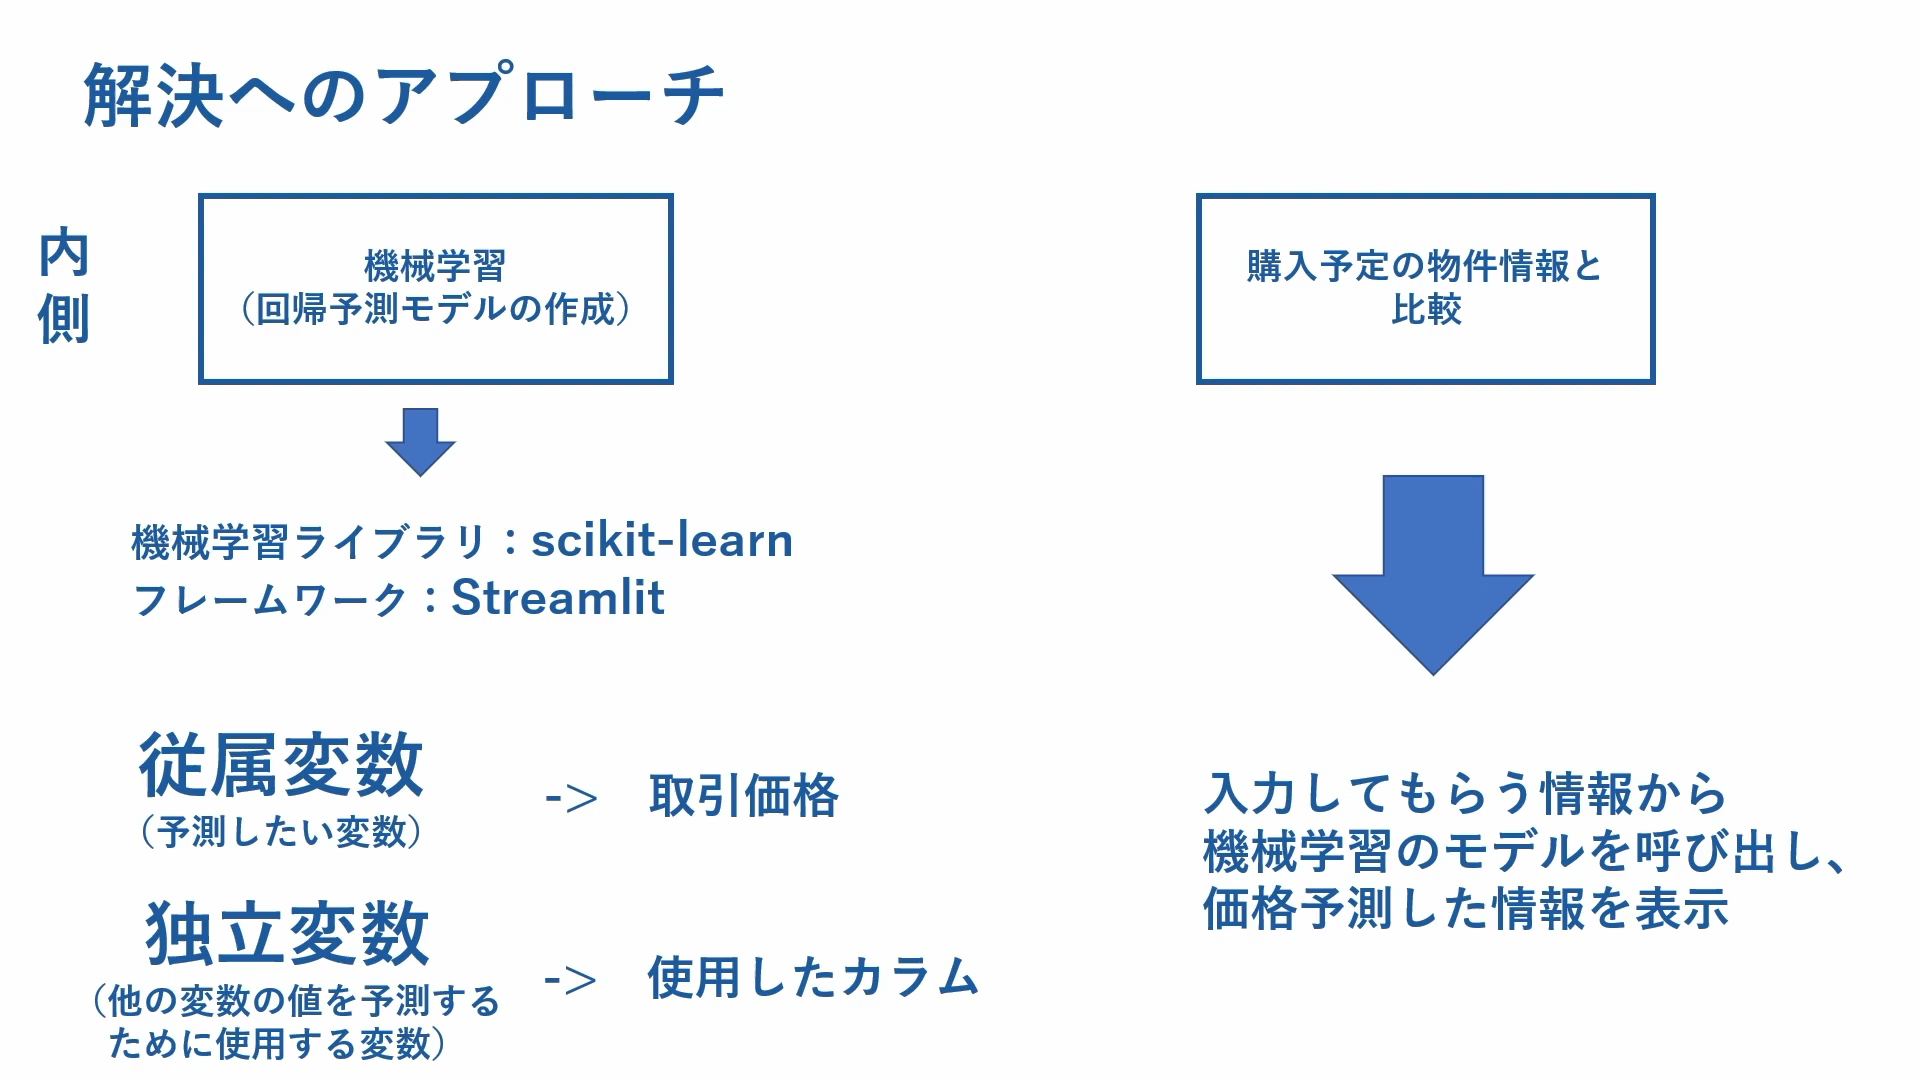 解決へのアプローチ
内
側
機械学習
（回帰予測モデルの作成）
機械学習ライブラリ：scikit-learn
フレームワーク：Streamlit
従属変数
（予測したい変数）
-> 取引価格
独立変数
（他の変数の値を予測する
ために使用する変数）
-> 使用したカラム
購入予定の物件情報と
比較
入力してもらう情報から
機械学習のモデルを呼び出し、
価格予測した情報を表示